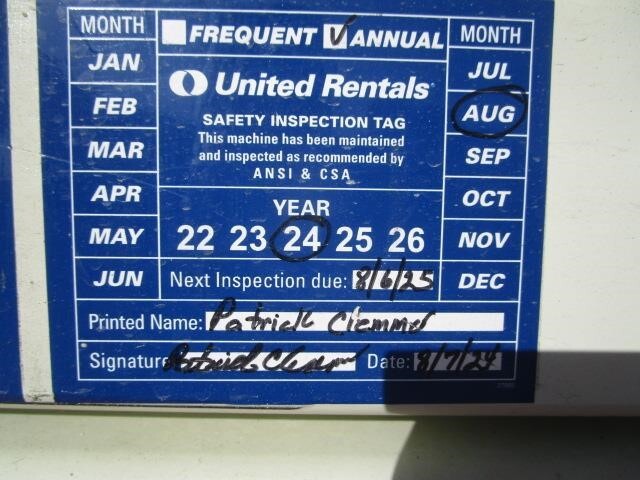 MONTH FREQUENT ✓ ANNUAL MONTH
JAN
FEB
MAR
APR
MAY
JUN
United Rentals
SAFETY INSPECTION TAG
This machine has been maintained
and inspected as recommended by
ANSI & CSA
YEAR
22 23 24 25 26
Next Inspection due: 8/6/25
JUL
AUG
SEP
OCT
NOV
DEC
Printed Name: Patrick Clemmer
Signature: Patrick Date: 8/7/24